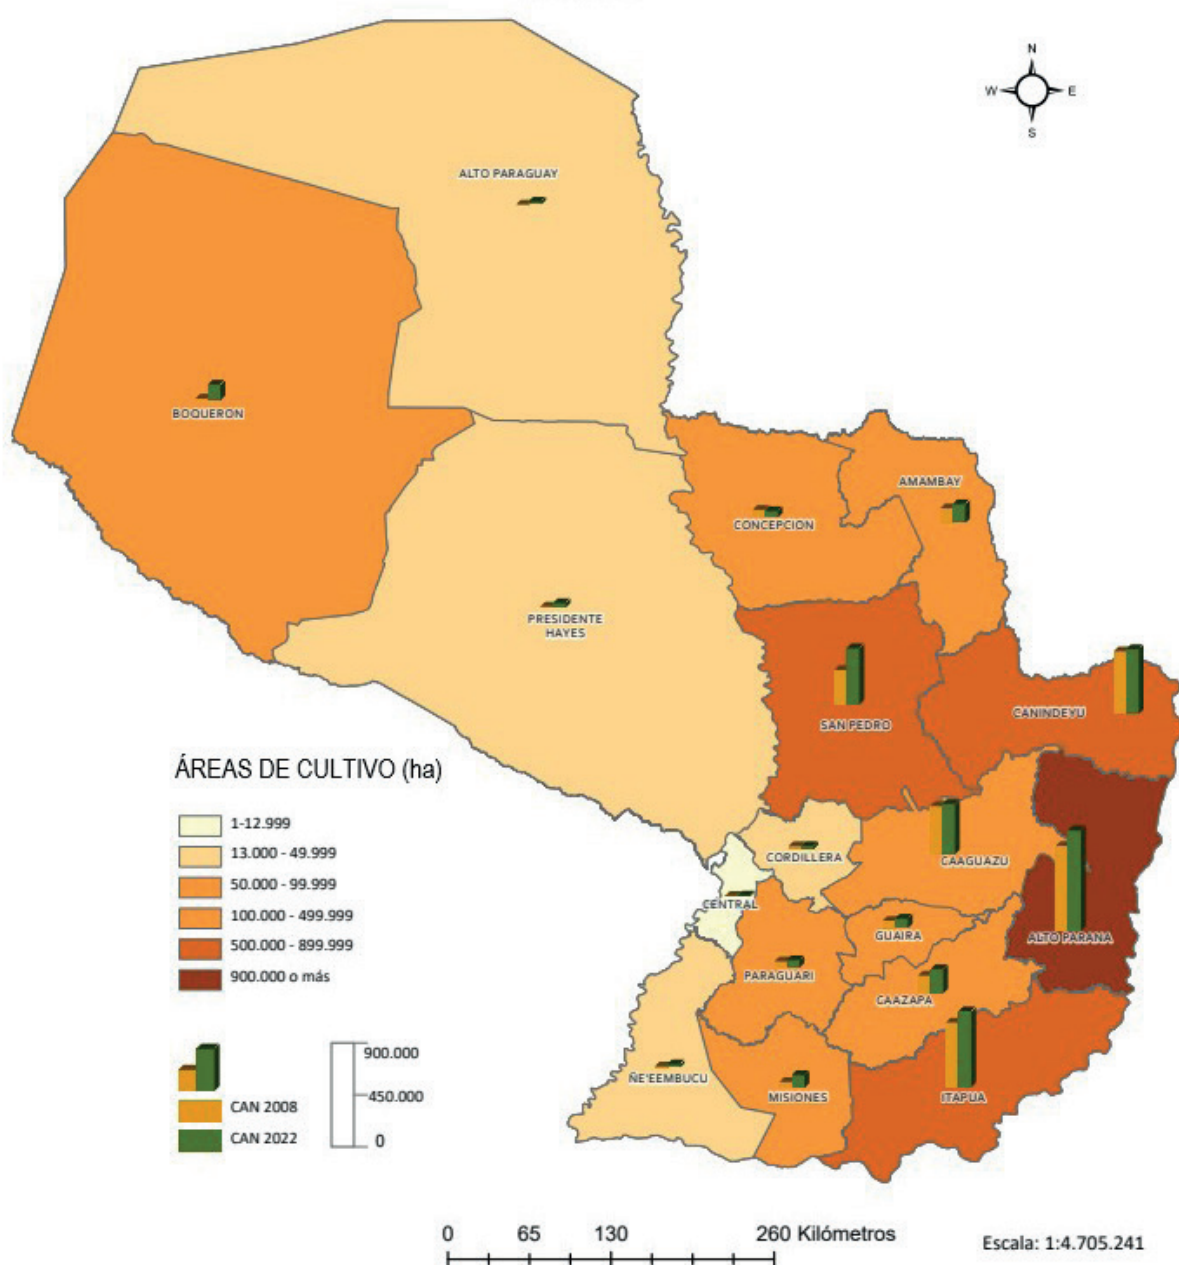 N
W
E
S
ALTO PARAGUAY
BOQUERON
AMAMBAY
CONCEPCION
PRESIDENTE
HAYES
SAN PEDRO
CANINDEYU
ÁREAS DE CULTIVO (ha)
1-12.999
13.000 - 49.999
50.000 - 99.999
100.000 - 499.999
500.000 - 899.999
900.000 o más
CORDILLERA
CAAGUAZU
CENTRAL
GUAIRA
ALTO PARANA
PARAGUARI
CAAZAPA
ÑE'EEMBUCU
MISIONES
ITAPUA
900.000
450.000
0
CAN 2008
CAN 2022
0 65 130 260 Kilómetros
Escala: 1:4.705.241